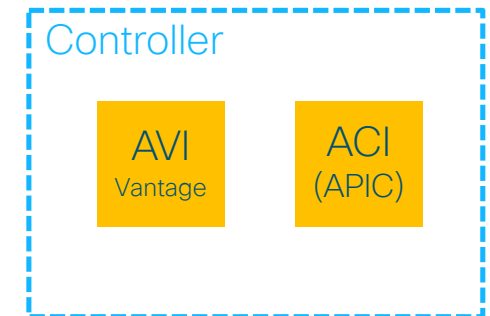 Controller
AVI
Vantage
ACI
(APIC)